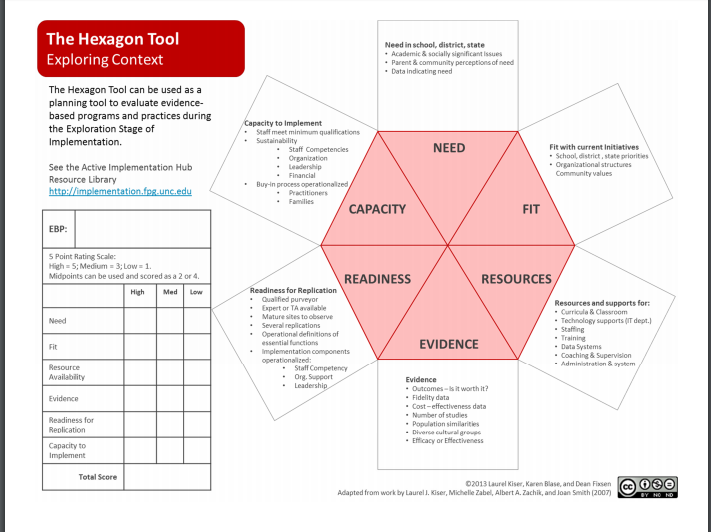 The Hexagon Tool
Exploring Context
The Hexagon Tool can be used as a
planning tool to evaluate evidence-
based programs and practices during
the Exploration Stage of
Implementation.
See the Active Implementation Hub
Resource Library
http://implementation.fpg.unc.edu
EBP:
5 Point Rating Scale:
High = 5; Medium = 3; Low = 1.
Midpoints can be used and scored as a 2 or 4.
High Med Low
Need
Fit
Resource
Availability
Evidence
Readiness for
Replication
Capacity to
Implement
Total Score
Need in school, district, state
• Academic & socially significant Issues
• Parent & community perceptions of need
• Data indicating need
Capacity to Implement
• Staff meet minimum qualifications
• Sustainability
• Staff Competencies
• Organization
• Leadership
• Financial
• Buy-in process operationalized
• Practitioners
• Families
Fit with current Initiatives
• School, district , state priorities
• Organizational structures
Community values
NEED
CAPACITY
FIT
READINESS
RESOURCES
EVIDENCE
Readiness for Replication
• Qualified purveyor
• Expert or TA available
• Mature sites to observe
• Several replications
• Operational definitions of
essential functions
• Implementation components
operationalized:
• Staff Competency
• Org. Support
• Leadership
Resources and supports for:
• Curricula & Classroom
• Technology supports (IT dept.)
• Staffing
• Training
• Data Systems
• Coaching & Supervision
• Administration & system
Evidence
• Outcomes – Is it worth it?
• Fidelity data
• Cost – effectiveness data
• Number of studies
• Population similarities
• Diverse cultural groups
• Efficacy or Effectiveness
©2013 Laurel Kiser, Karen Blase, and Dean Fixsen
Adapted from work by Laurel J. Kiser, Michelle Zabel, Albert A. Zachik, and Joan Smith (2007)
cc
BY NC ND